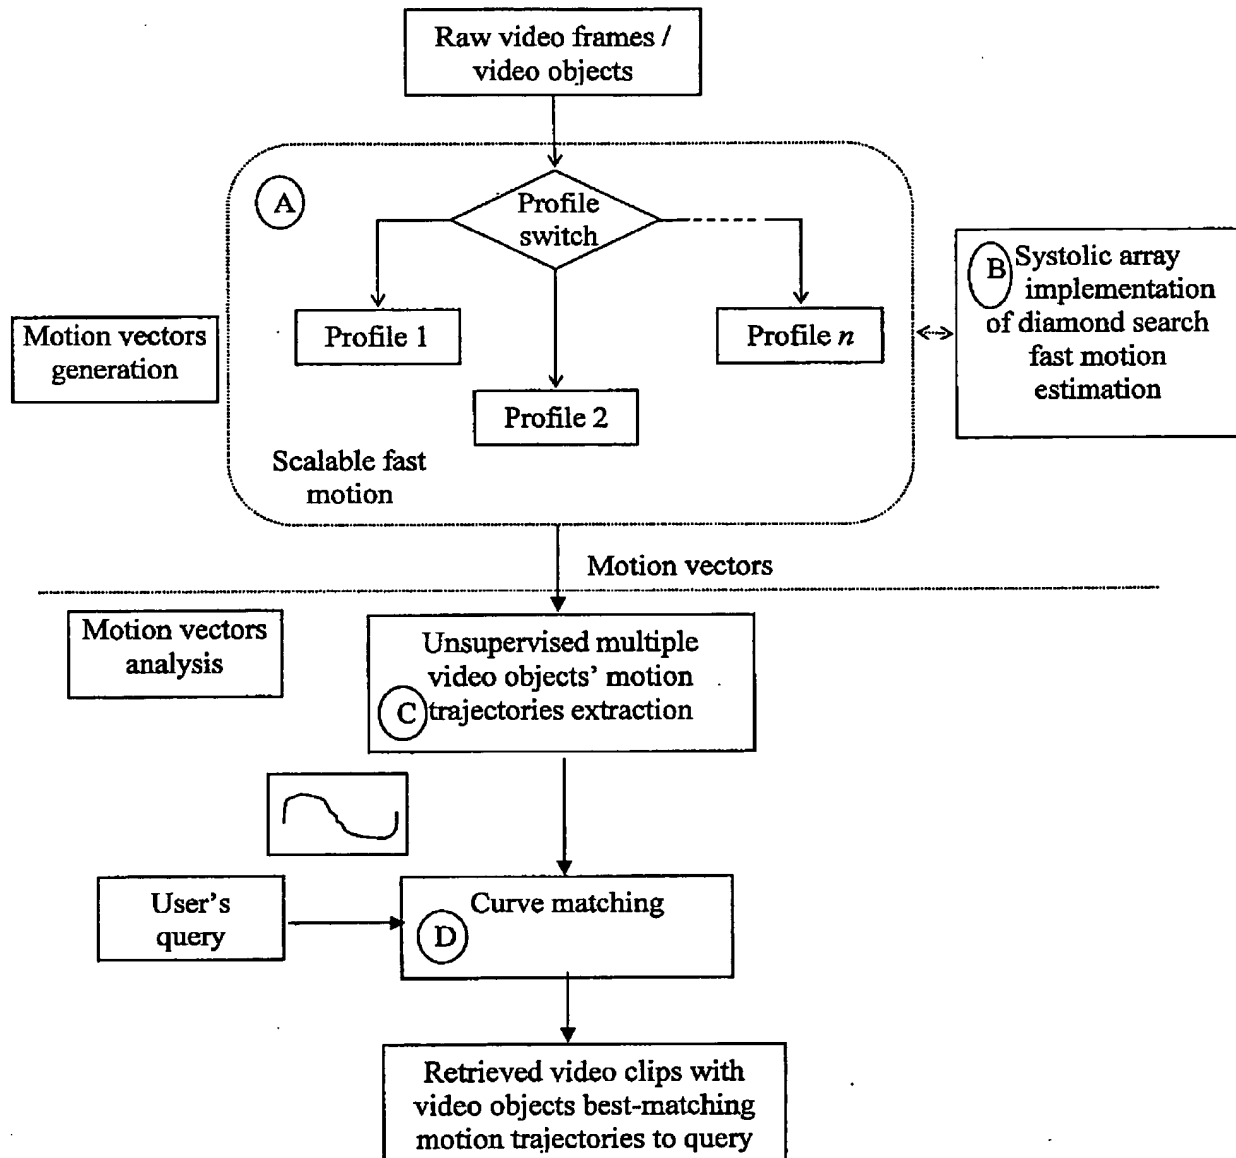 Raw video frames /
video objects
A
Profile
switch
B
Systolic array
implementation
of diamond search
fast motion
estimation
Motion vectors
generation
Profile 1
Profile n
Profile 2
Scalable fast
motion
Motion vectors
Motion vectors
analysis
Unsupervised multiple
video objects’ motion
C
trajectories extraction
User’s
query
Curve matching
D
Retrieved video clips with
video objects best-matching
motion trajectories to query